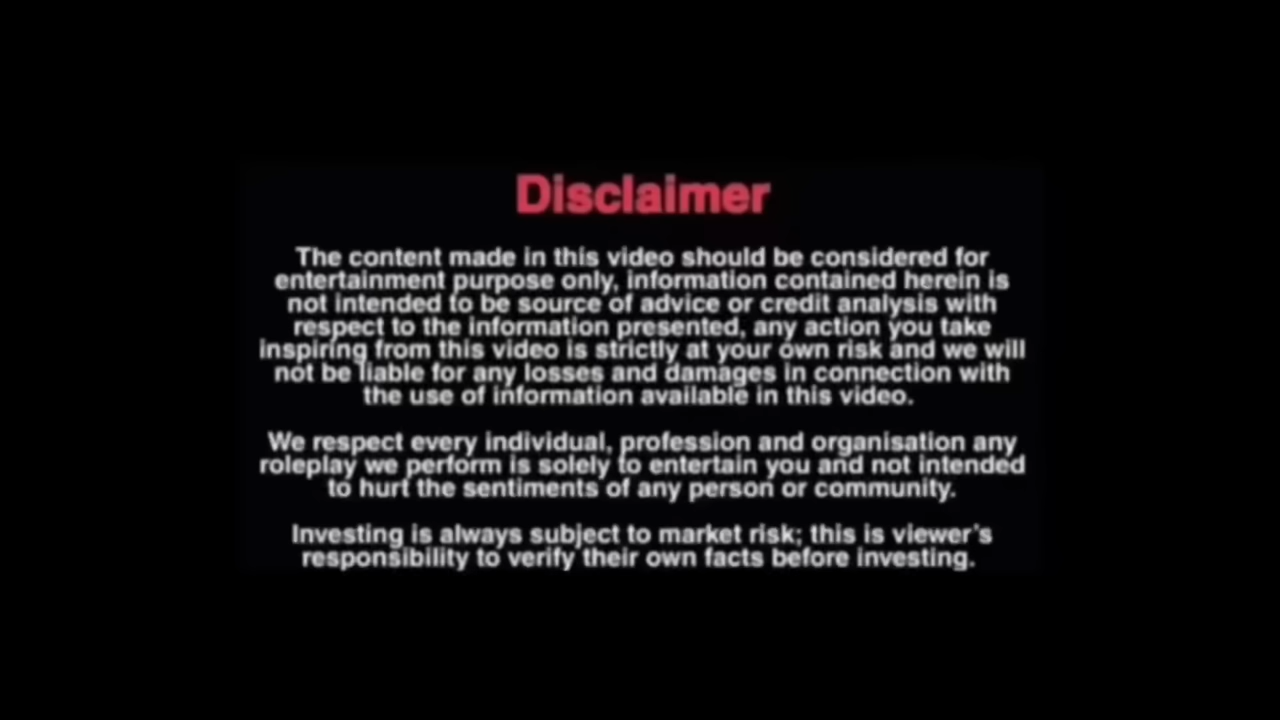 Disclaimer
The content made in this video should be considered for
entertainment purpose only, information contained herein is
not intended to be source of advice or credit analysis with
respect to the information presented, any action you take
inspiring from this video is strictly at your own risk and we will
not be liable for any losses and damages in connection with
the use of information available in this video.
We respect every individual, profession and organisation any
roleplay we perform is solely to entertain you and not intended
to hurt the sentiments of any person or community.
Investing is always subject to market risk; this is viewer's
responsibility to verify their own facts before investing.